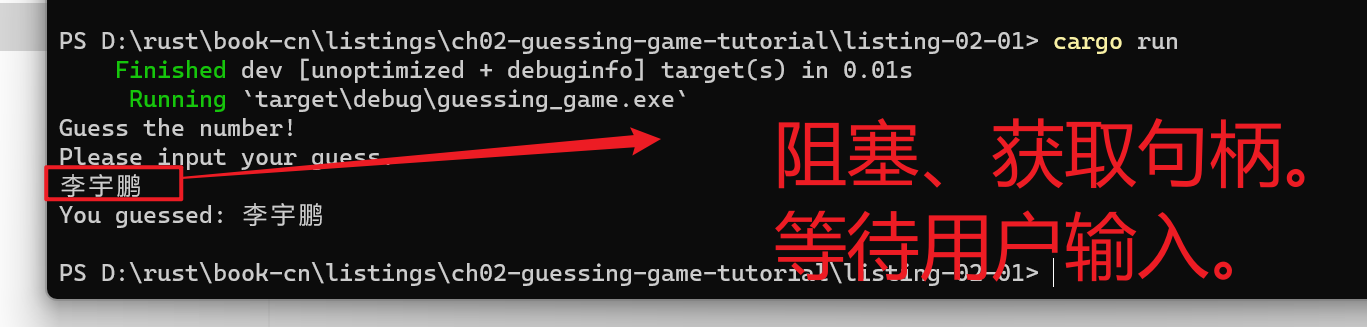 PS D:\rust\book-cn\listings\ch02-guessing-game-tutorial\listing-02-01> cargo run
Finished dev [unoptimized + debuginfo] target(s) in 0.01s
Running `target\debug\guessing_game.exe`
Guess the number!
Please input your guess.
李宇鹏
You guessed: 李宇鹏
阻塞、获取句柄。
等待用户输入。
PS D:\rust\book-cn\listings\ch02-guessing-game-tutorial\listing-02-01>